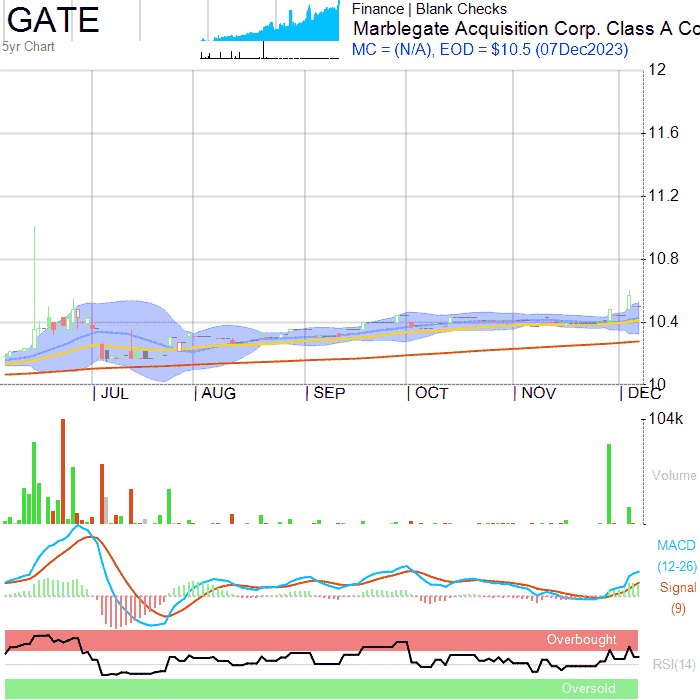 GATE
5yr Chart
Finance | Blank Checks
Marblegate Acquisition Corp. Class A Co
MC = (N/A), EOD = $10.5 (07Dec2023)
12
11.6
11.2
10.8
10.4
10
JUL AUG SEP OCT NOV DEC
104k
Volume
MACD
(12-26)
Signal
(9)
Overbought
RSI(14)
Oversold